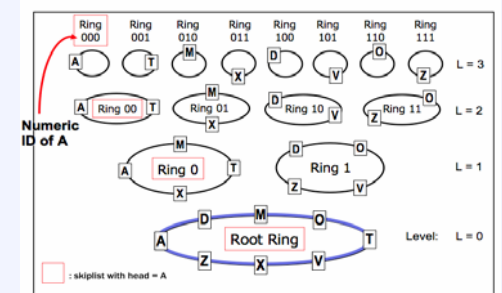 Ring Ring Ring Ring Ring Ring Ring Ring
000 001 010 011 100 101 110 111
A T M X D V O Z L = 3
A Ring 00 T M Ring 01 X D Ring 10 V O Ring 11 Z L = 2
Numeric
ID of A
M D O
A Ring 0 T Ring 1 L = 1
X Z V
D M O
A Root Ring T Level: L = 0
Z X V
: skiplist with head = A